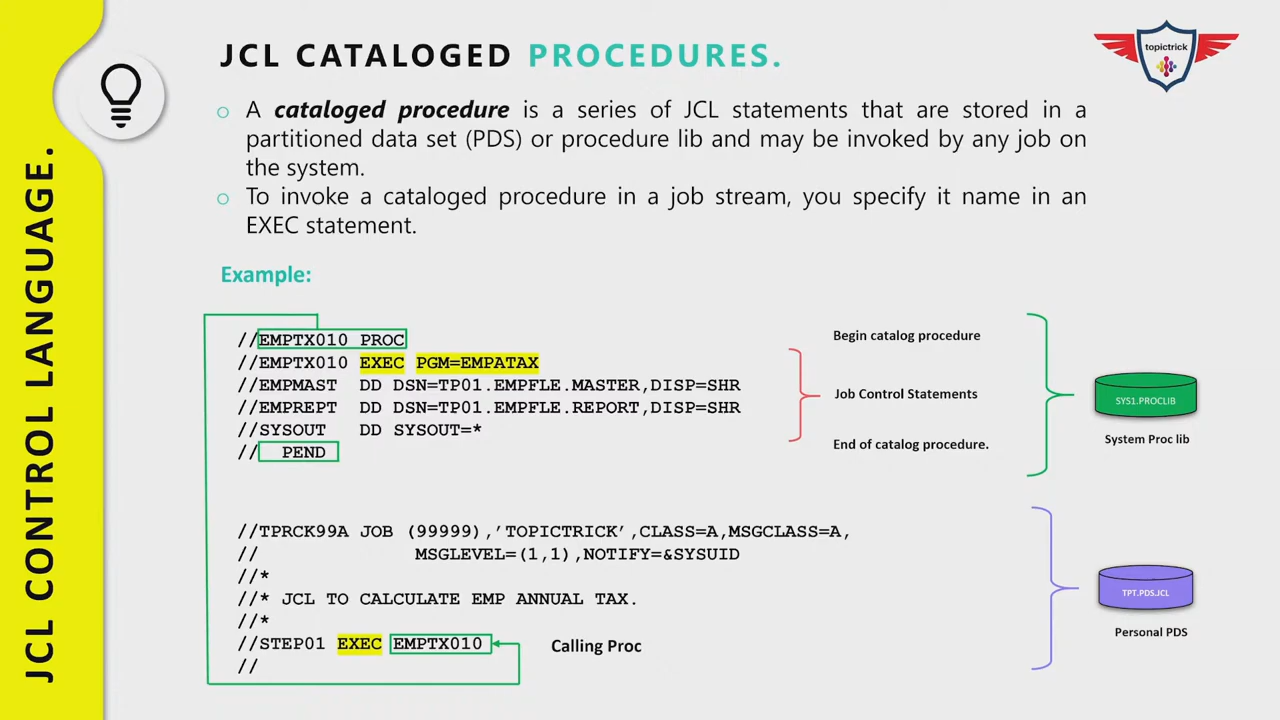 JCL CONTROL LANGUAGE.
JCL CATALOGED PROCEDURES.
topictrick
A cataloged procedure is a series of JCL statements that are stored in a
partitioned data set (PDS) or procedure lib and may be invoked by any job on
the system.
To invoke a cataloged procedure in a job stream, you specify it name in an
EXEC statement.
Example:
//EMPTX010 PROC
//EMPTX010 EXEC PGM=EMPATAX
//EMPMAST DD DSN=TP01.EMPFLE.MASTER,DISP=SHR
//EMPREPT DD DSN=TP01.EMPFLE.REPORT,DISP=SHR
//SYSOUT DD SYSOUT=*
// PEND
Begin catalog procedure
Job Control Statements
End of catalog procedure.
SYS1.PROCLIB
System Proc lib
//TPRCK99A JOB (99999),’TOPICTRICK’,CLASS=A,MSGCLASS=A,
// MSGLEVEL=(1,1),NOTIFY=&SYSUID
//*
//* JCL TO CALCULATE EMP ANNUAL TAX.
//*
//STEP01 EXEC EMPTX010
//
Calling Proc
TPT.PDS.JCL
Personal PDS